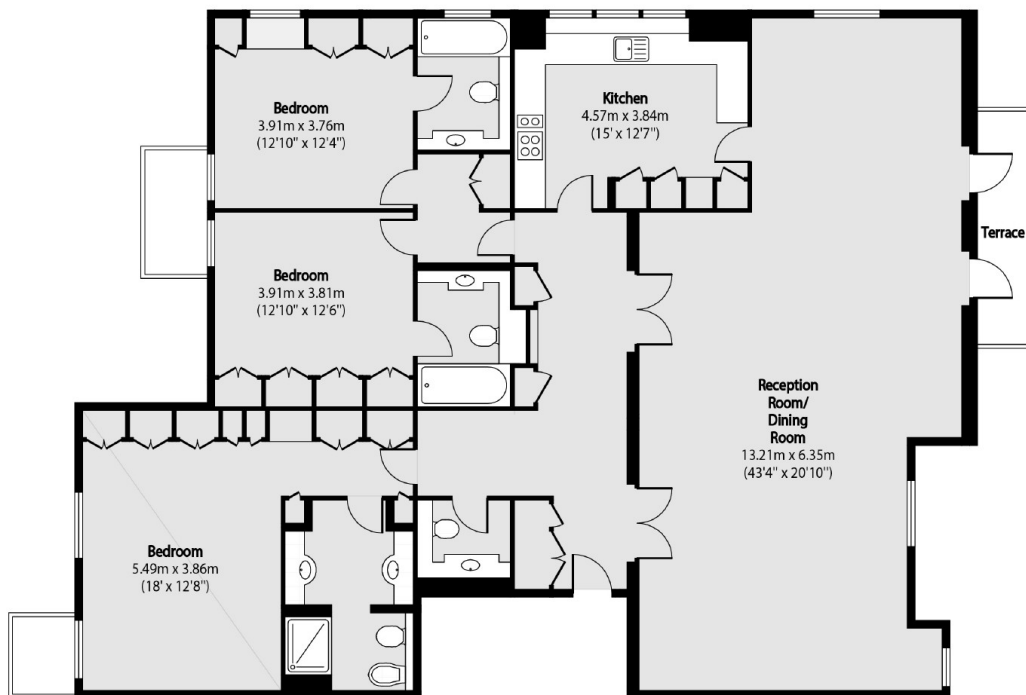 Bedroom
3.91m x 3.76m
(12'10" x 12'4")
Kitchen
4.57m x 3.84m
(15' x 12'7")
Terrace
Bedroom
3.91m x 3.81m
(12'10" x 12'6")
Reception
Room/
Dining
Room
13.21m x 6.35m
(43'4" x 20'10")
Bedroom
5.49m x 3.86m
(18' x 12'8")